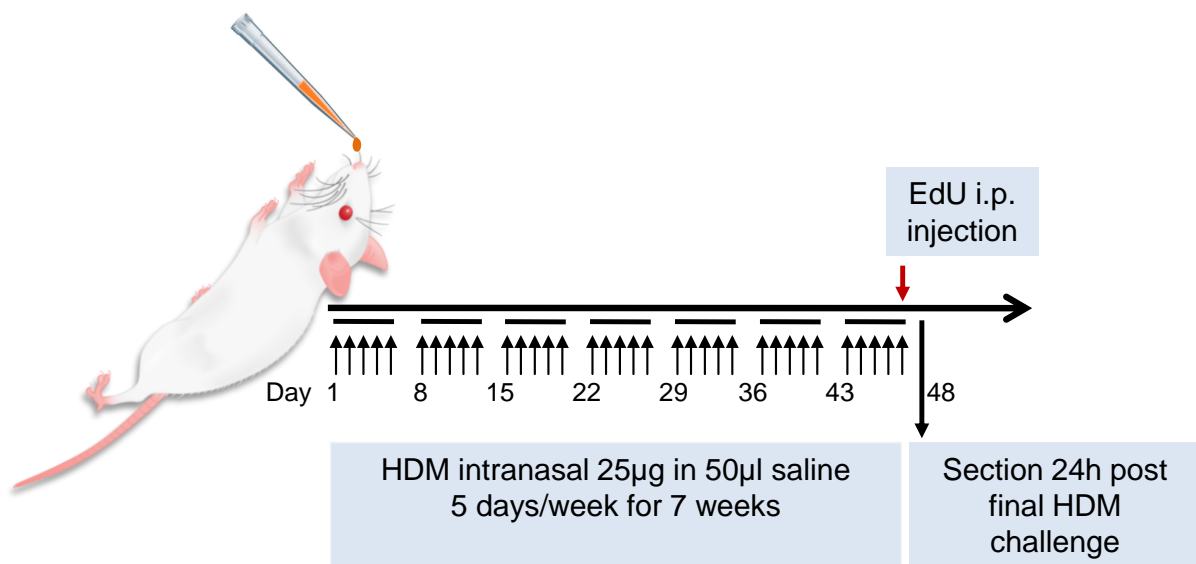 EdU i.p.
injection
Day 1 8 15 22 29 36 43 48
HDM intranasal 25µg in 50µl saline
5 days/week for 7 weeks
Section 24h post
final HDM
challenge